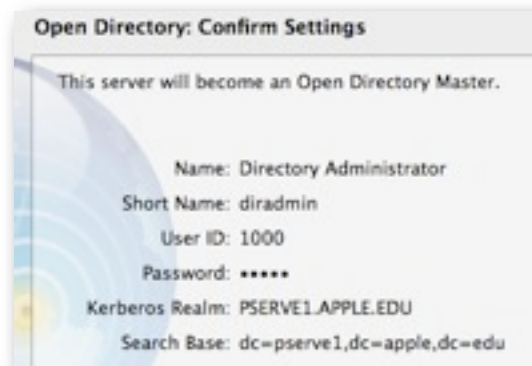 Open Directory: Confirm Settings
This server will become an Open Directory Master.
Name: Directory Administrator
Short Name: diradmin
User ID: 1000
Password: •••••
Kerberos Realm: PSERVE1.APPLE.EDU
Search Base: dc=pserve1,dc=apple,dc=edu